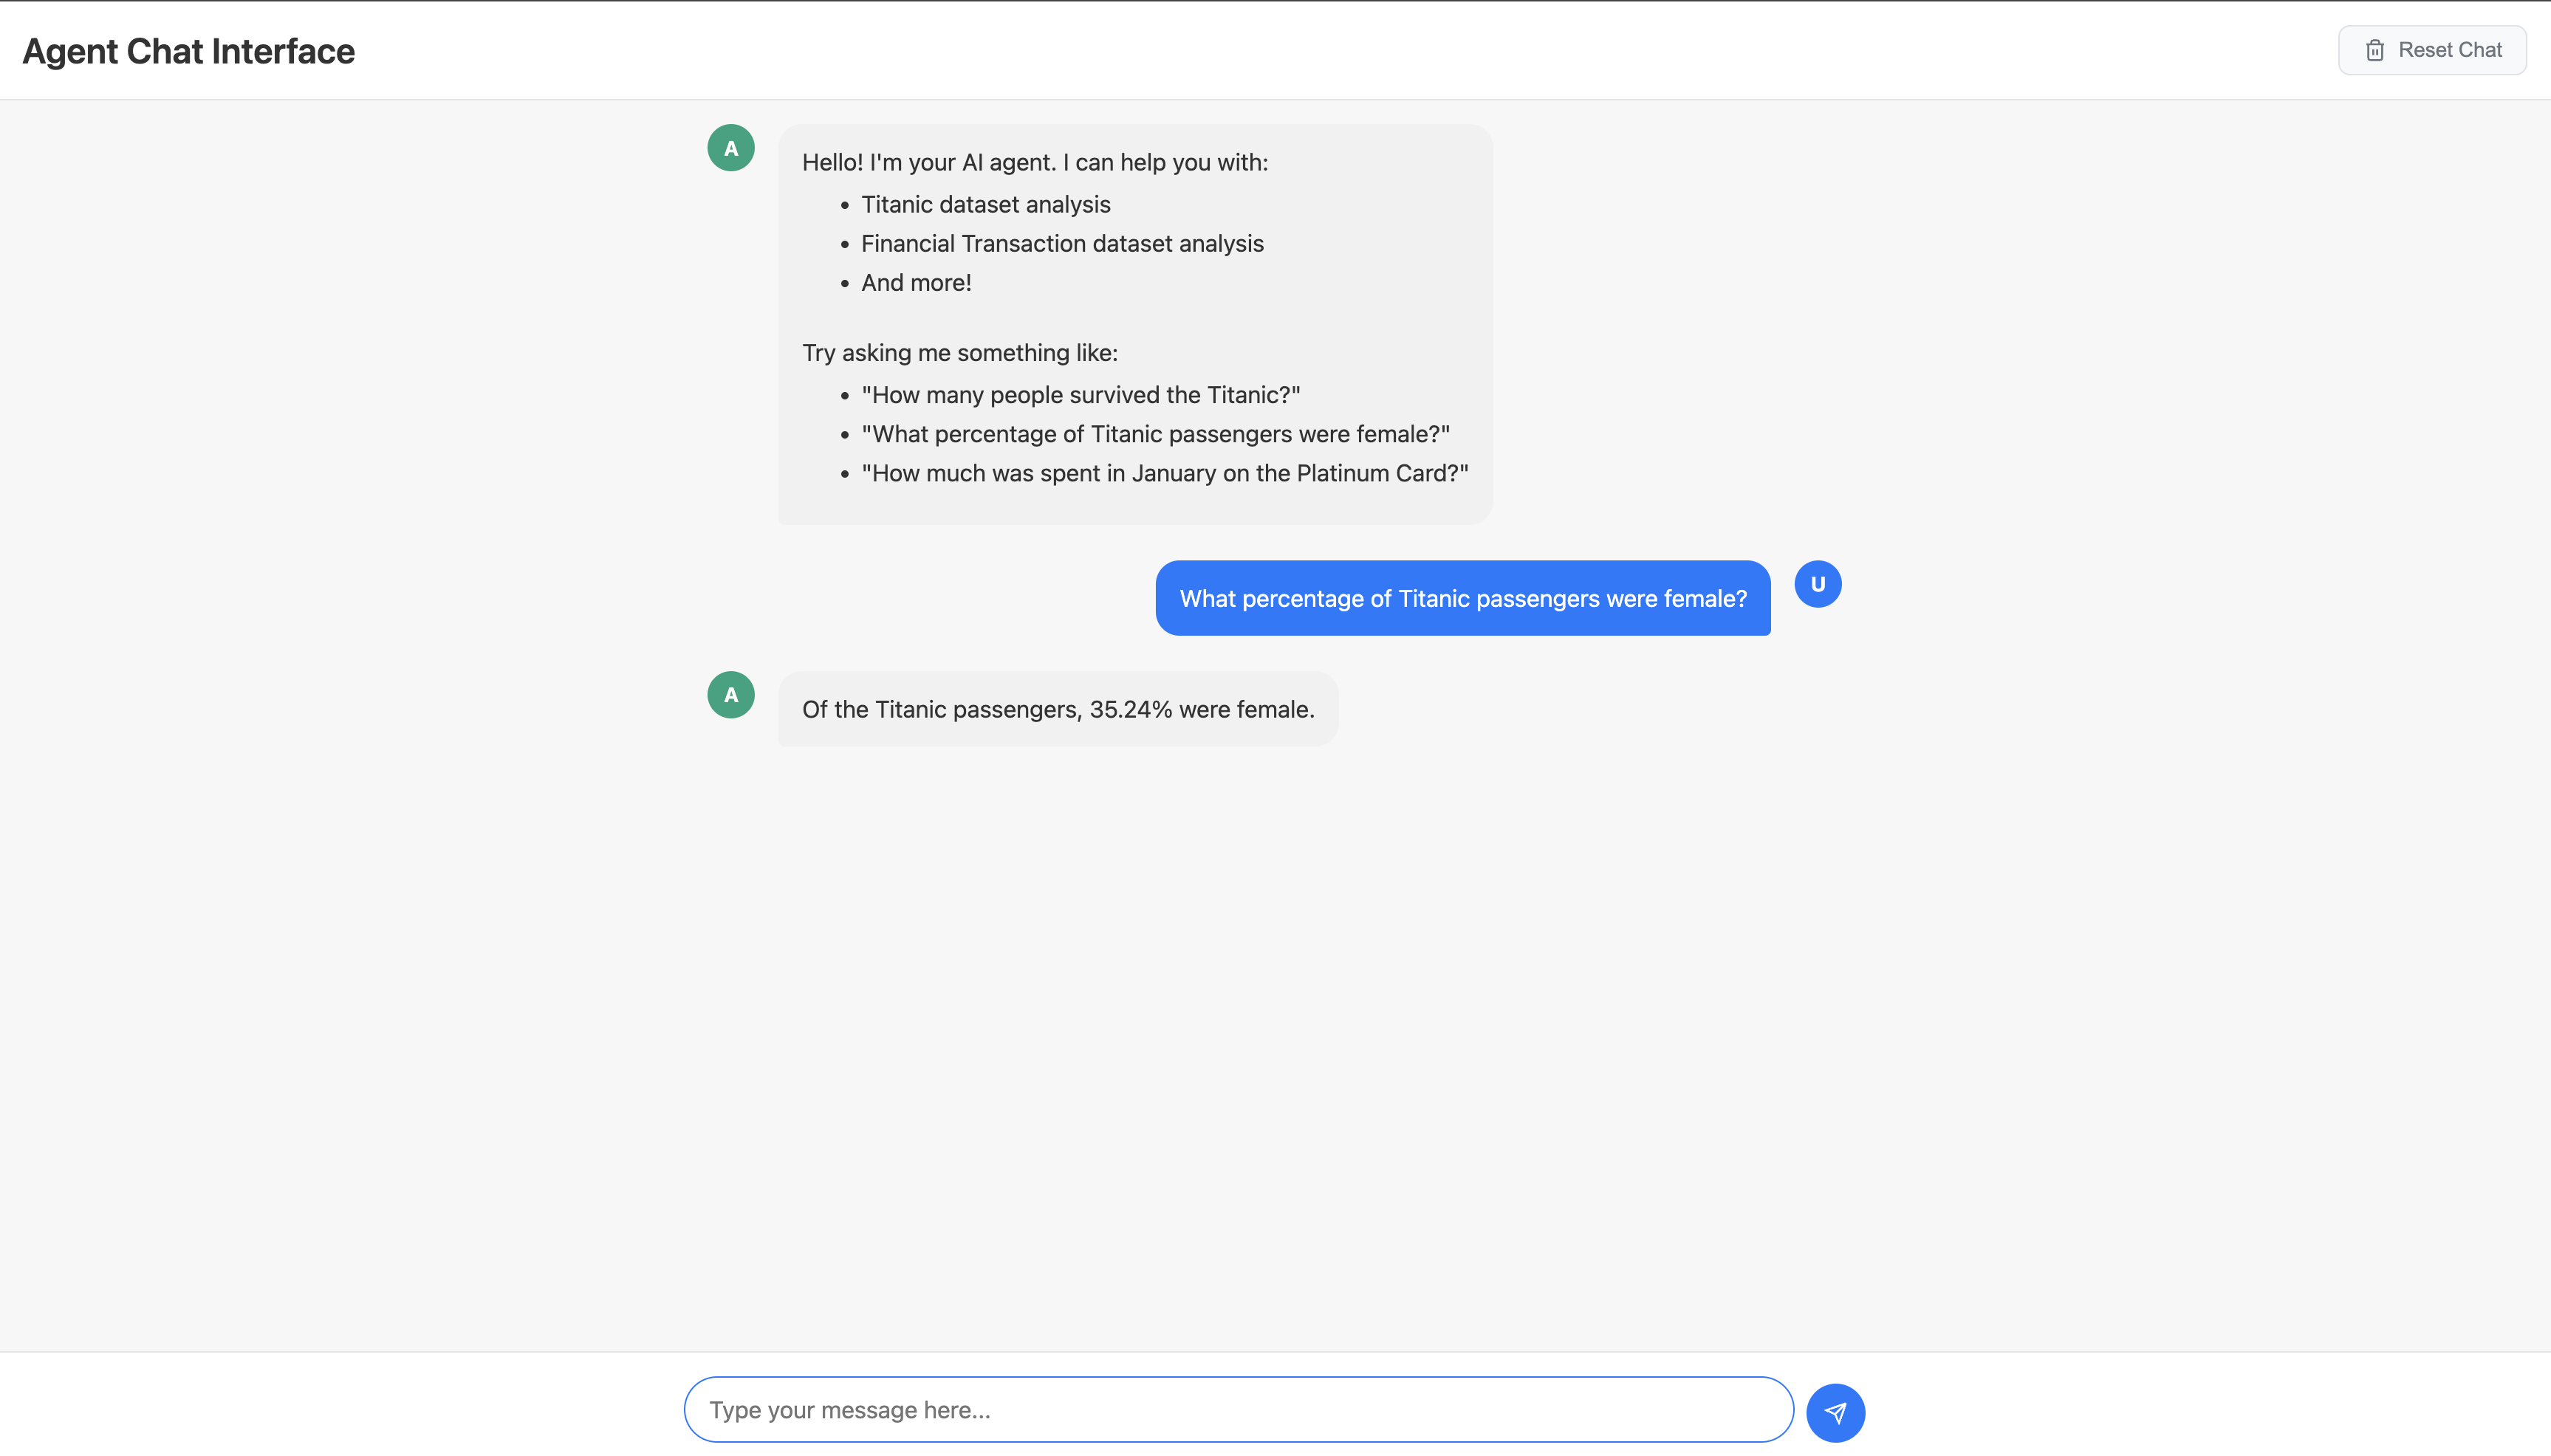 Agent Chat Interface
Reset Chat
A
Hello! I'm your AI agent. I can help you with:
• Titanic dataset analysis
• Financial Transaction dataset analysis
• And more!
Try asking me something like:
• "How many people survived the Titanic?"
• "What percentage of Titanic passengers were female?"
• "How much was spent in January on the Platinum Card?"
What percentage of Titanic passengers were female?
U
A
Of the Titanic passengers, 35.24% were female.
Type your message here...